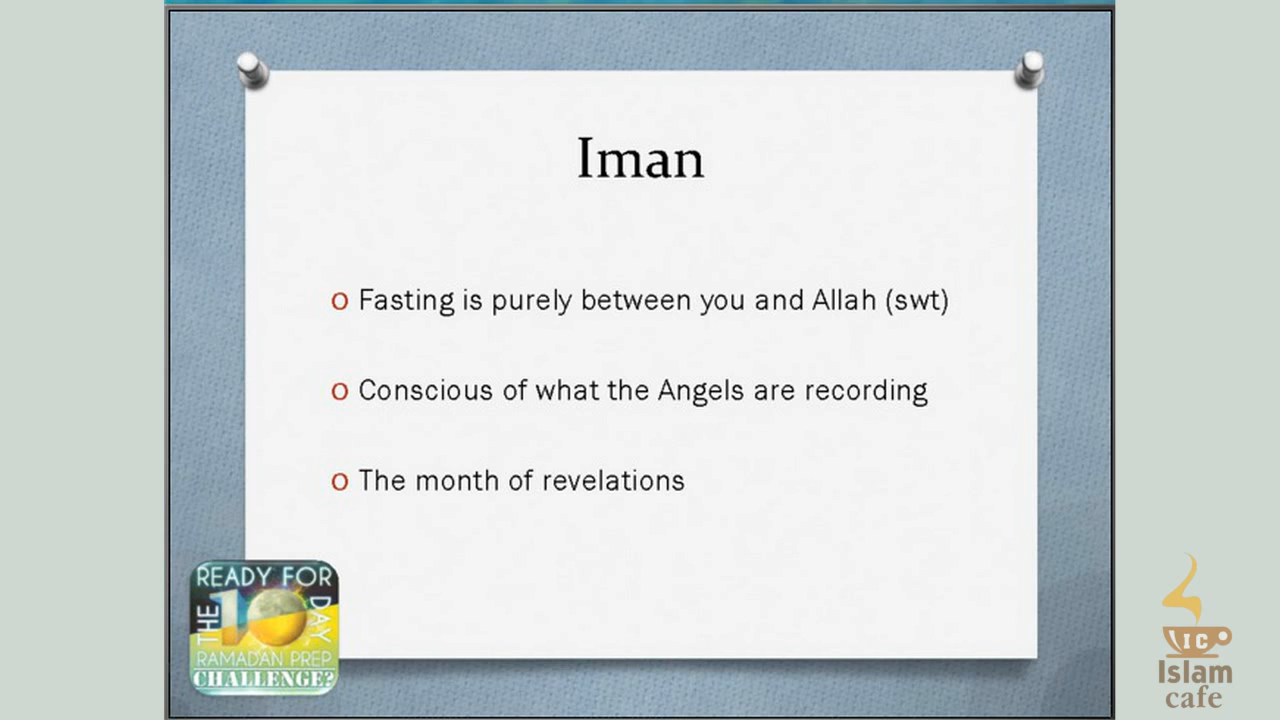 Iman
o Fasting is purely between you and Allah (swt)
o Conscious of what the Angels are recording
o The month of revelations
READY FOR
THE 10 DAY
RAMADAN PREP
CHALLENGE?
IC
Islam
cafe